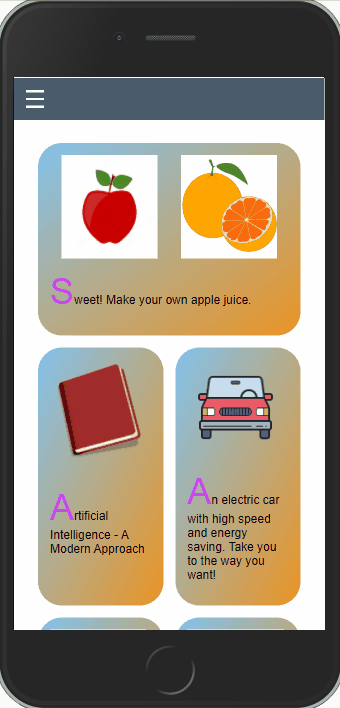 Sweet! Make your own apple juice.
Artificial
Intelligence - A
Modern Approach
An electric car
with high speed
and energy
saving. Take you
to the way you
want!